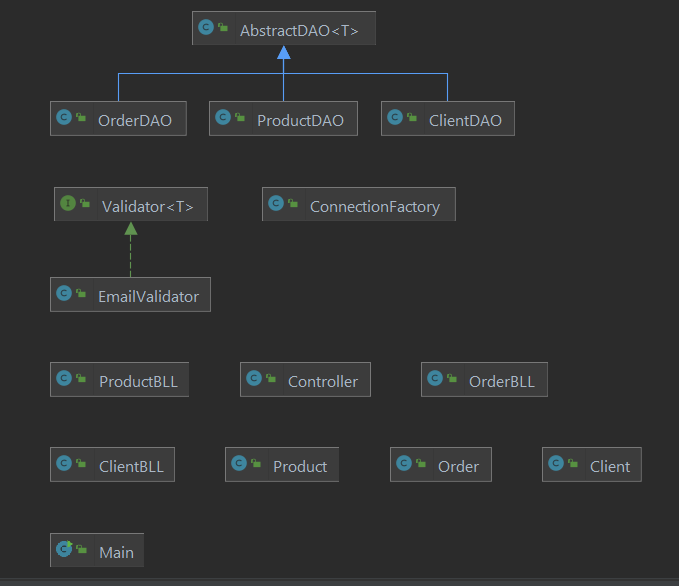 AbstractDAO<T>
OrderDAO ProductDAO ClientDAO
Validator<T> ConnectionFactory
EmailValidator
ProductBLL Controller OrderBLL
ClientBLL Product Order Client
Main